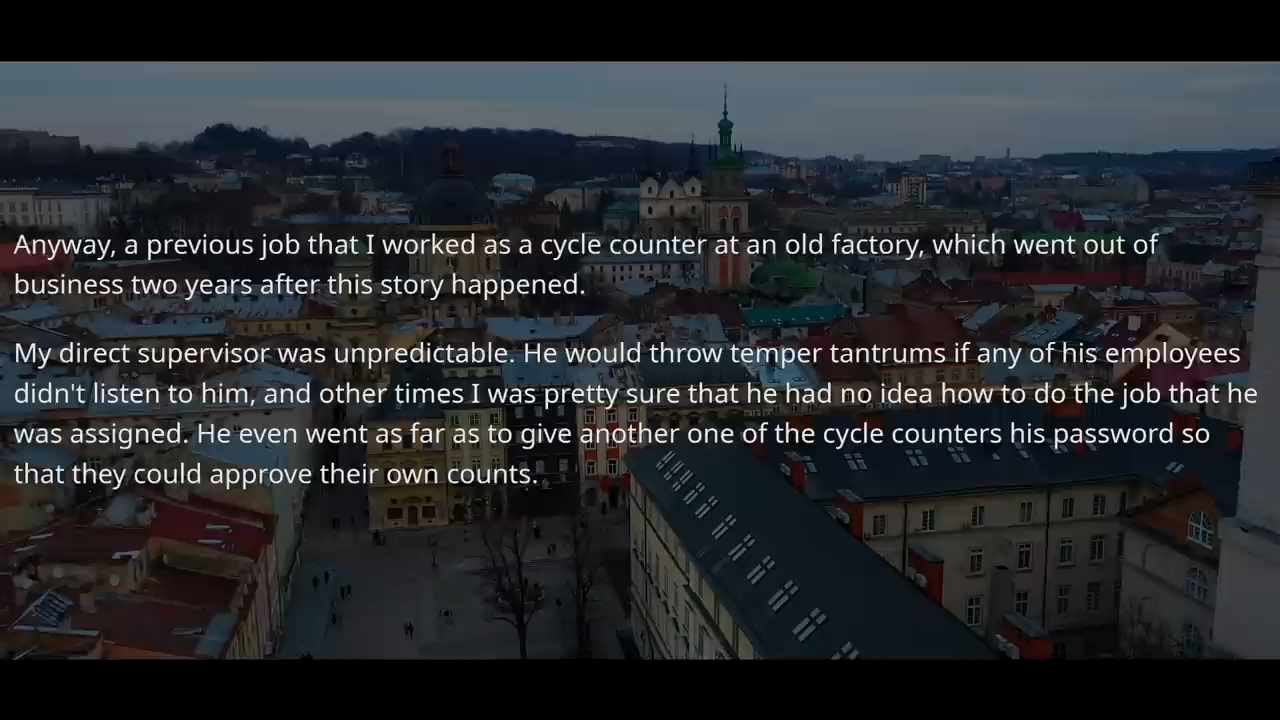 Anyway, a previous job that I worked as a cycle counter at an old factory, which went out of
business two years after this story happened.
My direct supervisor was unpredictable. He would throw temper tantrums if any of his employees
didn't listen to him, and other times I was pretty sure that he had no idea how to do the job that he
was assigned. He even went as far as to give another one of the cycle counters his password so
that they could approve their own counts.